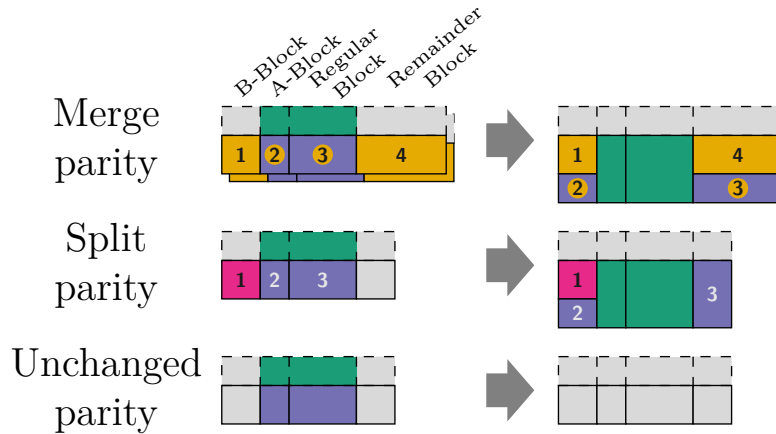 B-Block
A-Block
Regular
Block
Remainder
Block
Merge
parity
1 2 3 4
1 4
2 3
Split
parity
1 2 3
1
2 3
Unchanged
parity